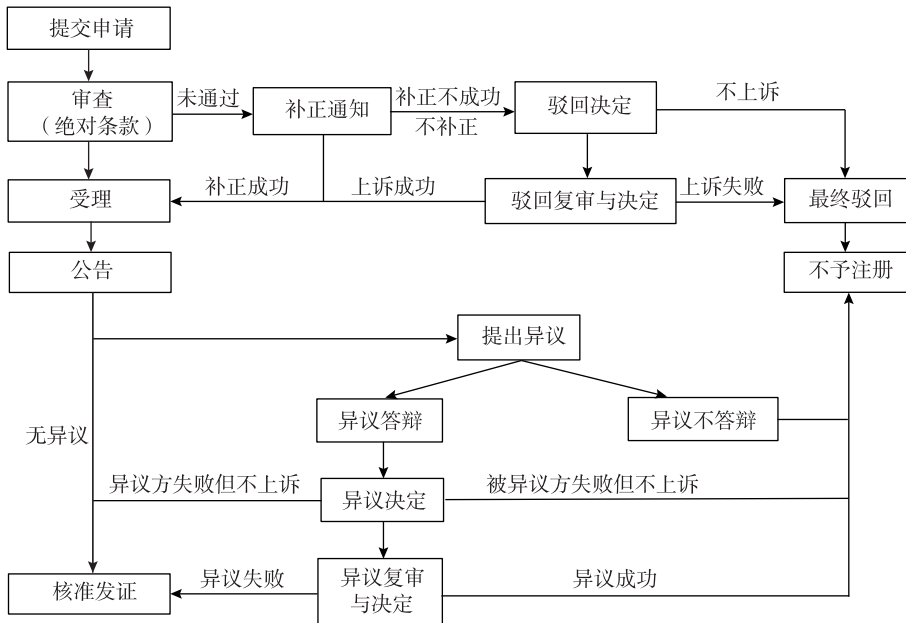 提交申请
审查
（绝对条款）
未通过
补正通知
补正不成功
不补正
驳回决定
不上诉
受理
补正成功
上诉成功
驳回复审与决定
上诉失败
最终驳回
公告
不予注册
提出异议
无异议
异议答辩
异议不答辩
异议方失败但不上诉
异议决定
被异议方失败但不上诉
核准发证
异议失败
异议复审
与决定
异议成功